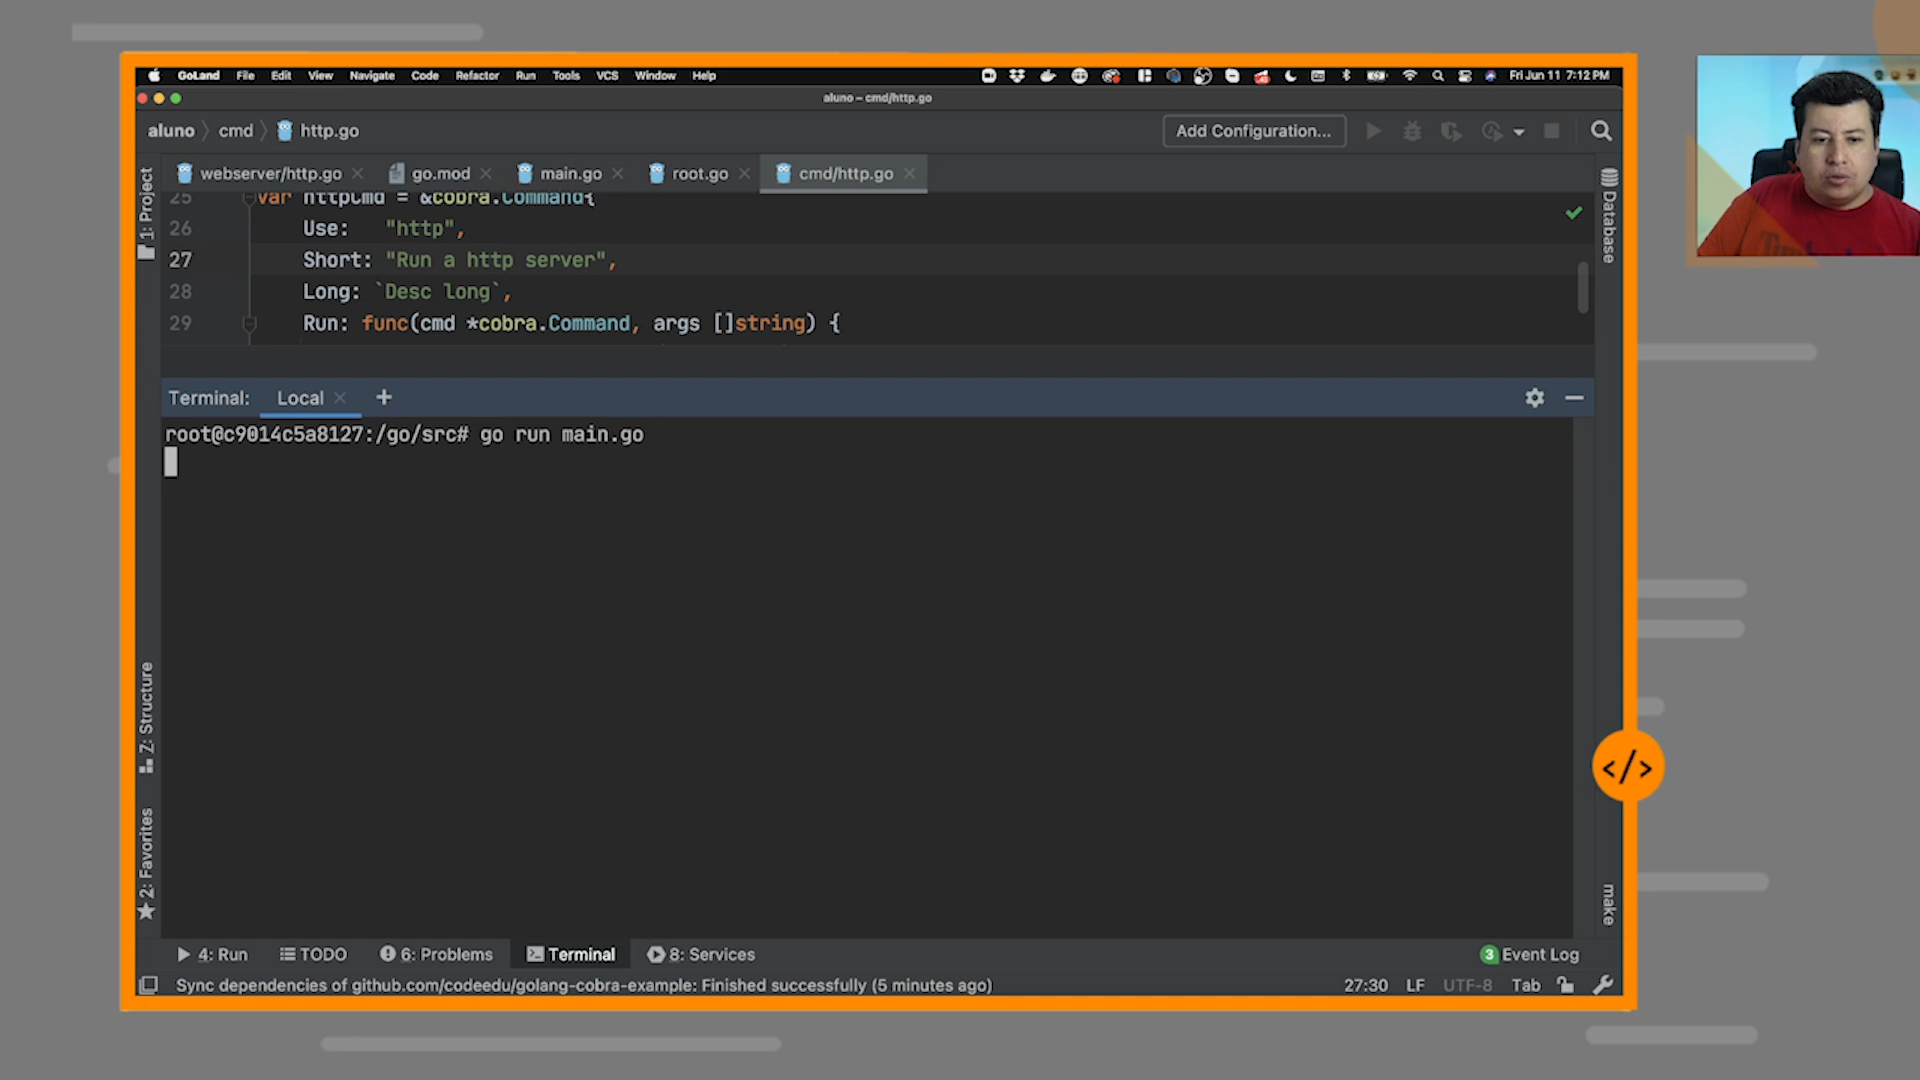 GoLand File Edit View Navigate Code Refactor Run Tools VCS Window Help Fri Jun 11 7:12 PM
aluno – cmd/http.go
aluno cmd http.go Add Configuration...
webserver/http.go go.mod main.go root.go cmd/http.go
25 var httpCmd = &cobra.Command{
26 Use: "http",
27 Short: "Run a http server",
28 Long: `Desc long`,
29 Run: func(cmd *cobra.Command, args []string) {
1: Project
Database
Terminal: Local +
root@c9014c5a8127:/go/src# go run main.go
Z: Structure
2: Favorites
</>
make
4: Run TODO 6: Problems Terminal 8: Services 3 Event Log
Sync dependencies of github.com/codeedu/golang-cobra-example: Finished successfully (5 minutes ago) 27:30 LF UTF-8 Tab